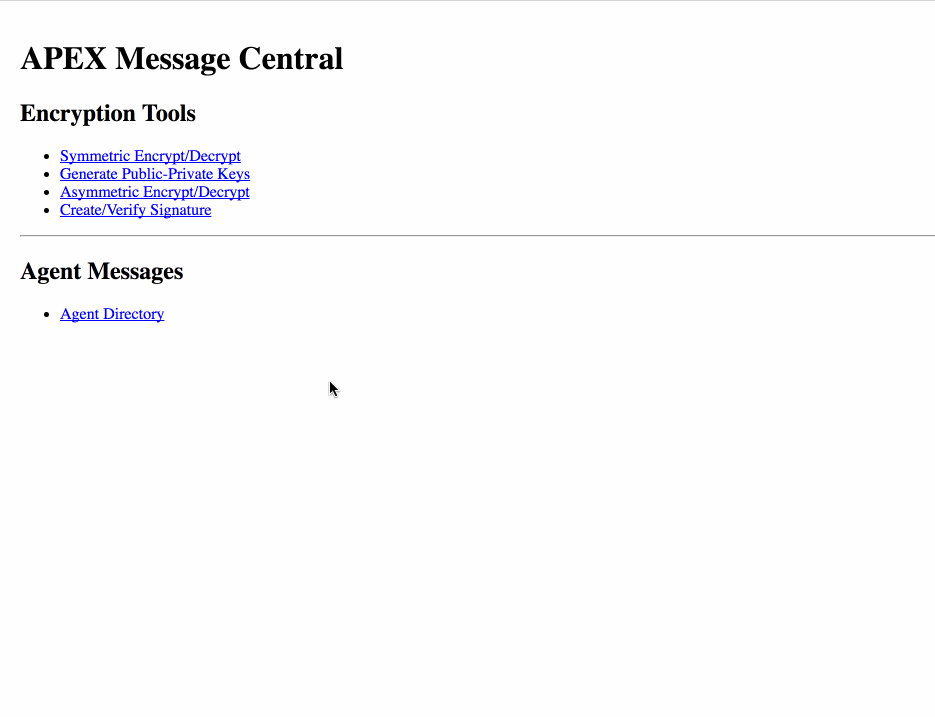 APEX Message Central
Encryption Tools
Symmetric Encrypt/Decrypt
Generate Public-Private Keys
Asymmetric Encrypt/Decrypt
Create/Verify Signature
Agent Messages
Agent Directory